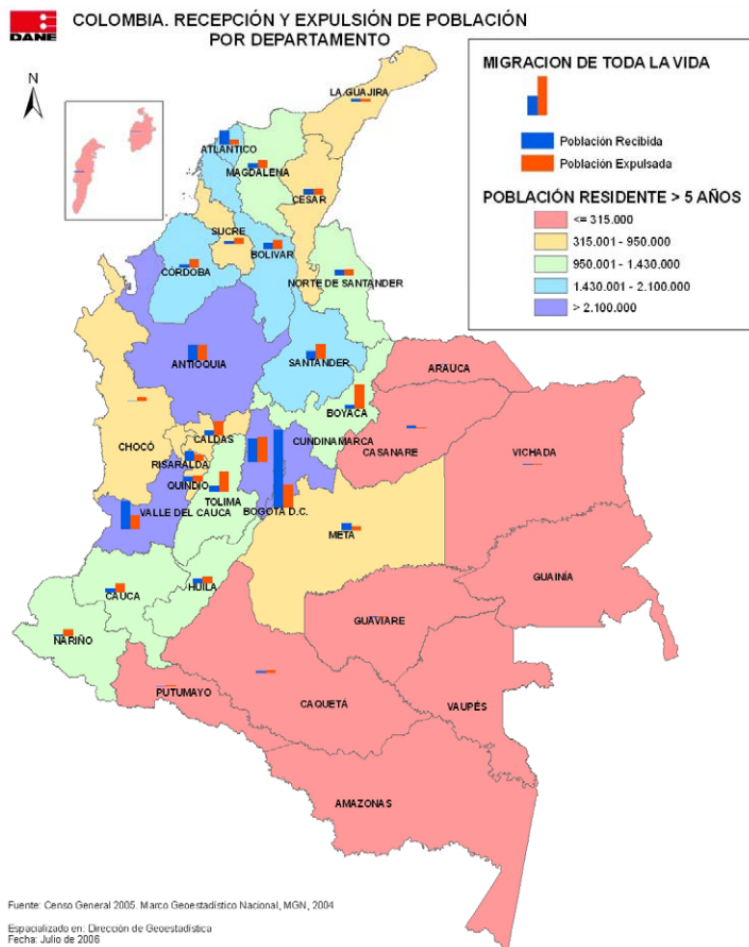 DANE
COLOMBIA. RECEPCIÓN Y EXPULSIÓN DE POBLACIÓN
POR DEPARTAMENTO
N
MIGRACION DE TODA LA VIDA
Población Recibida
Población Expulsada
POBLACIÓN RESIDENTE > 5 AÑOS
<= 315.000
315.001 - 950.000
950.001 - 1.430.000
1.430.001 - 2.100.000
> 2.100.000
LA GUAJIRA
ATLANTICO
MAGDALENA
CESAR
SUCRE
BOLIVAR
CORDOBA
NORTE DE SANTANDER
ANTIOQUIA
SANTANDER
ARAUCA
BOYACA
CHOCÓ
CALDAS
CUNDINAMARCA
CASANARE
VICHADA
RISARALDA
QUINDIO
TOLIMA
VALLE DEL CAUCA
BOGOTA D.C.
META
GUAINÍA
CAUCA
HUILA
GUAVIARE
NARIÑO
PUTUMAYO
CAQUETÁ
VAUPÉS
AMAZONAS
Fuente: Censo General 2005. Marco Geoestadístico Nacional, MGN, 2004
Espacializado en: Dirección de Geoestadística
Fecha: Julio de 2006